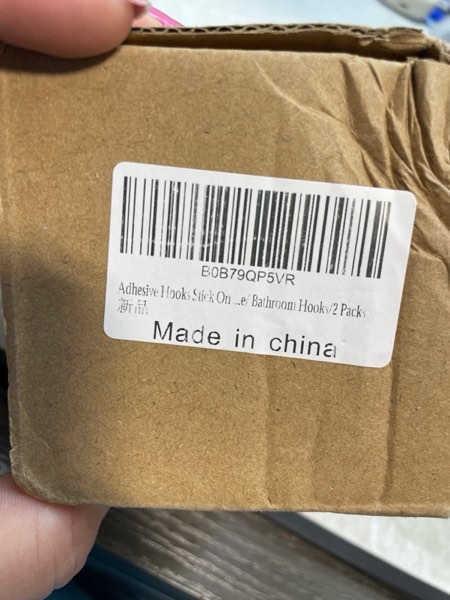 B0B79QP5VR
Adhesive Hooks Stick On ...e/ Bathroom Hooks/2 Packs
新品
Made in china